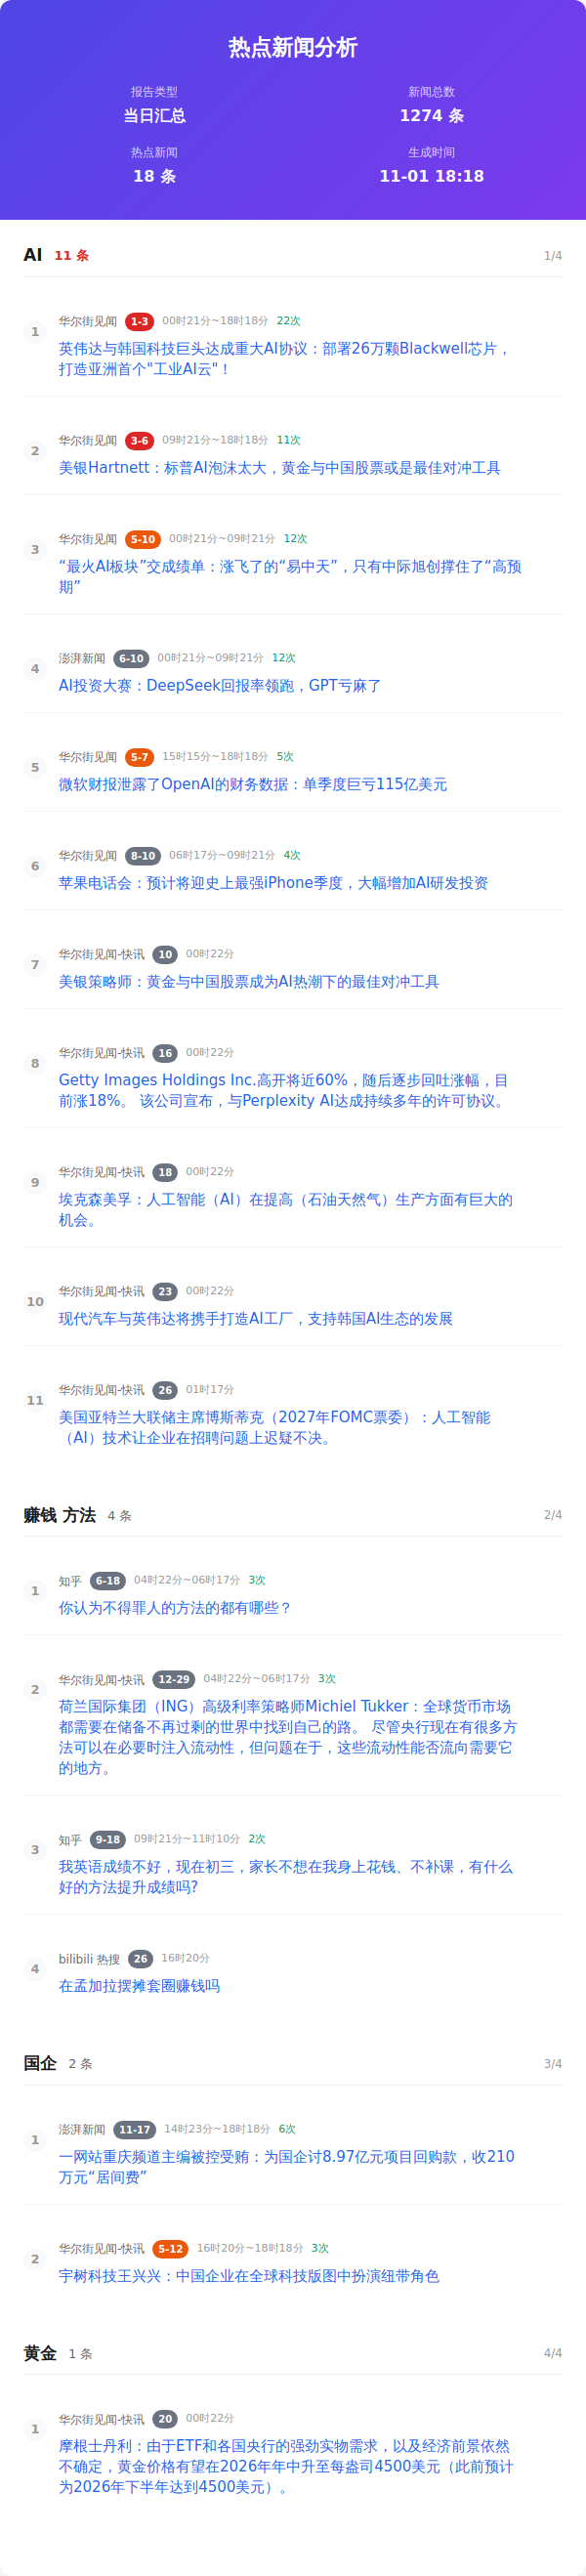 热点新闻分析
报告类型
当日汇总
新闻总数
1274 条
热点新闻
18 条
生成时间
11-01 18:18
AI 11 条 1/4
1 华尔街见闻 1-3 00时21分~18时18分 22次
英伟达与韩国科技巨头达成重大AI协议：部署26万颗Blackwell芯片，
打造亚洲首个"工业AI云"！
2 华尔街见闻 3-6 09时21分~18时18分 11次
美银Hartnett：标普AI泡沫太大，黄金与中国股票或是最佳对冲工具
3 华尔街见闻 5-10 00时21分~09时21分 12次
“最火AI板块”交成绩单：涨飞了的“易中天”，只有中际旭创撑住了“高预
期”
4 澎湃新闻 6-10 00时21分~09时21分 12次
AI投资大赛：DeepSeek回报率领跑，GPT亏麻了
5 华尔街见闻 5-7 15时15分~18时18分 5次
微软财报泄露了OpenAI的财务数据：单季度巨亏115亿美元
6 华尔街见闻 8-10 06时17分~09时21分 4次
苹果电话会：预计将迎史上最强iPhone季度，大幅增加AI研发投资
7 华尔街见闻-快讯 10 00时22分
美银策略师：黄金与中国股票成为AI热潮下的最佳对冲工具
8 华尔街见闻-快讯 16 00时22分
Getty Images Holdings Inc.高开将近60%，随后逐步回吐涨幅，目
前涨18%。 该公司宣布，与Perplexity AI达成持续多年的许可协议。
9 华尔街见闻-快讯 18 00时22分
埃克森美孚：人工智能（AI）在提高（石油天然气）生产方面有巨大的
机会。
10 华尔街见闻-快讯 23 00时22分
现代汽车与英伟达将携手打造AI工厂，支持韩国AI生态的发展
11 华尔街见闻-快讯 26 01时17分
美国亚特兰大联储主席博斯蒂克（2027年FOMC票委）：人工智能
（AI）技术让企业在招聘问题上迟疑不决。
赚钱 方法 4 条 2/4
1 知乎 6-18 04时22分~06时17分 3次
你认为不得罪人的方法的都有哪些？
2 华尔街见闻-快讯 12-29 04时22分~06时17分 3次
荷兰国际集团（ING）高级利率策略师Michiel Tukker：全球货币市场
都需要在储备不再过剩的世界中找到自己的路。 尽管央行现在有很多方
法可以在必要时注入流动性，但问题在于，这些流动性能否流向需要它
的地方。
3 知乎 9-18 09时21分~11时10分 2次
我英语成绩不好，现在初三，家长不想在我身上花钱、不补课，有什么
好的方法提升成绩吗?
4 bilibili 热搜 26 16时20分
在孟加拉摆摊套圈赚钱吗
国企 2 条 3/4
1 澎湃新闻 11-17 14时23分~18时18分 6次
一网站重庆频道主编被控受贿：为国企讨8.97亿元项目回购款，收210
万元“居间费”
2 华尔街见闻-快讯 5-12 16时20分~18时18分 3次
宇树科技王兴兴：中国企业在全球科技版图中扮演纽带角色
黄金 1 条 4/4
1 华尔街见闻-快讯 20 00时22分
摩根士丹利：由于ETF和各国央行的强劲实物需求，以及经济前景依然
不确定，黄金价格有望在2026年年中升至每盎司4500美元（此前预计
为2026年下半年达到4500美元）。